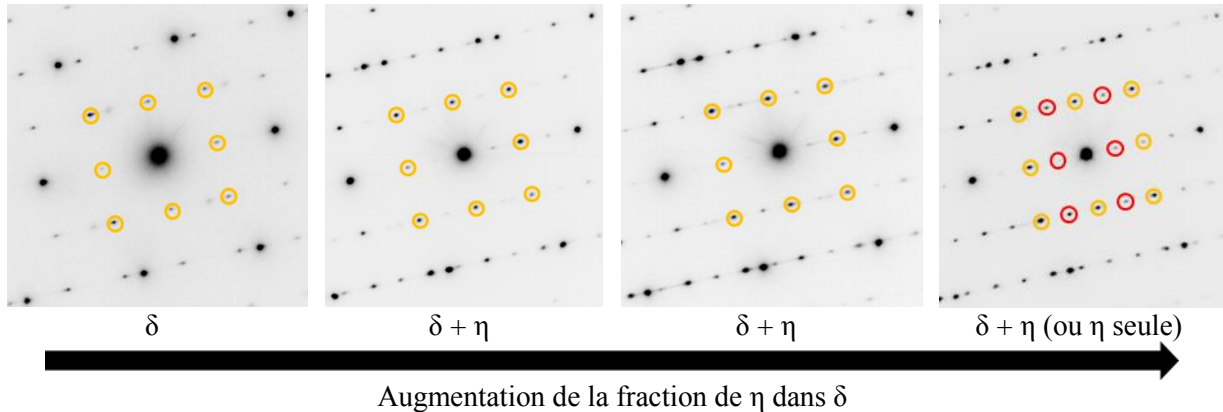 δ δ + η δ + η δ + η (ou η seule)
Augmentation de la fraction de η dans δ